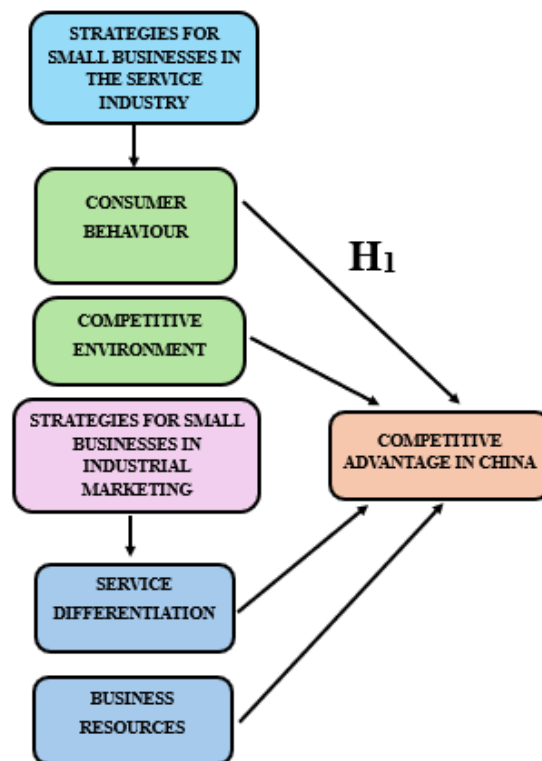 STRATEGIES FOR
SMALL BUSINESSES IN
THE SERVICE
INDUSTRY
CONSUMER
BEHAVIOUR
H1
COMPETITIVE
ENVIRONMENT
STRATEGIES FOR SMALL
BUSINESSES IN
INDUSTRIAL
MARKETING
COMPETITIVE
ADVANTAGE IN CHINA
SERVICE
DIFFERENTIATION
BUSINESS
RESOURCES